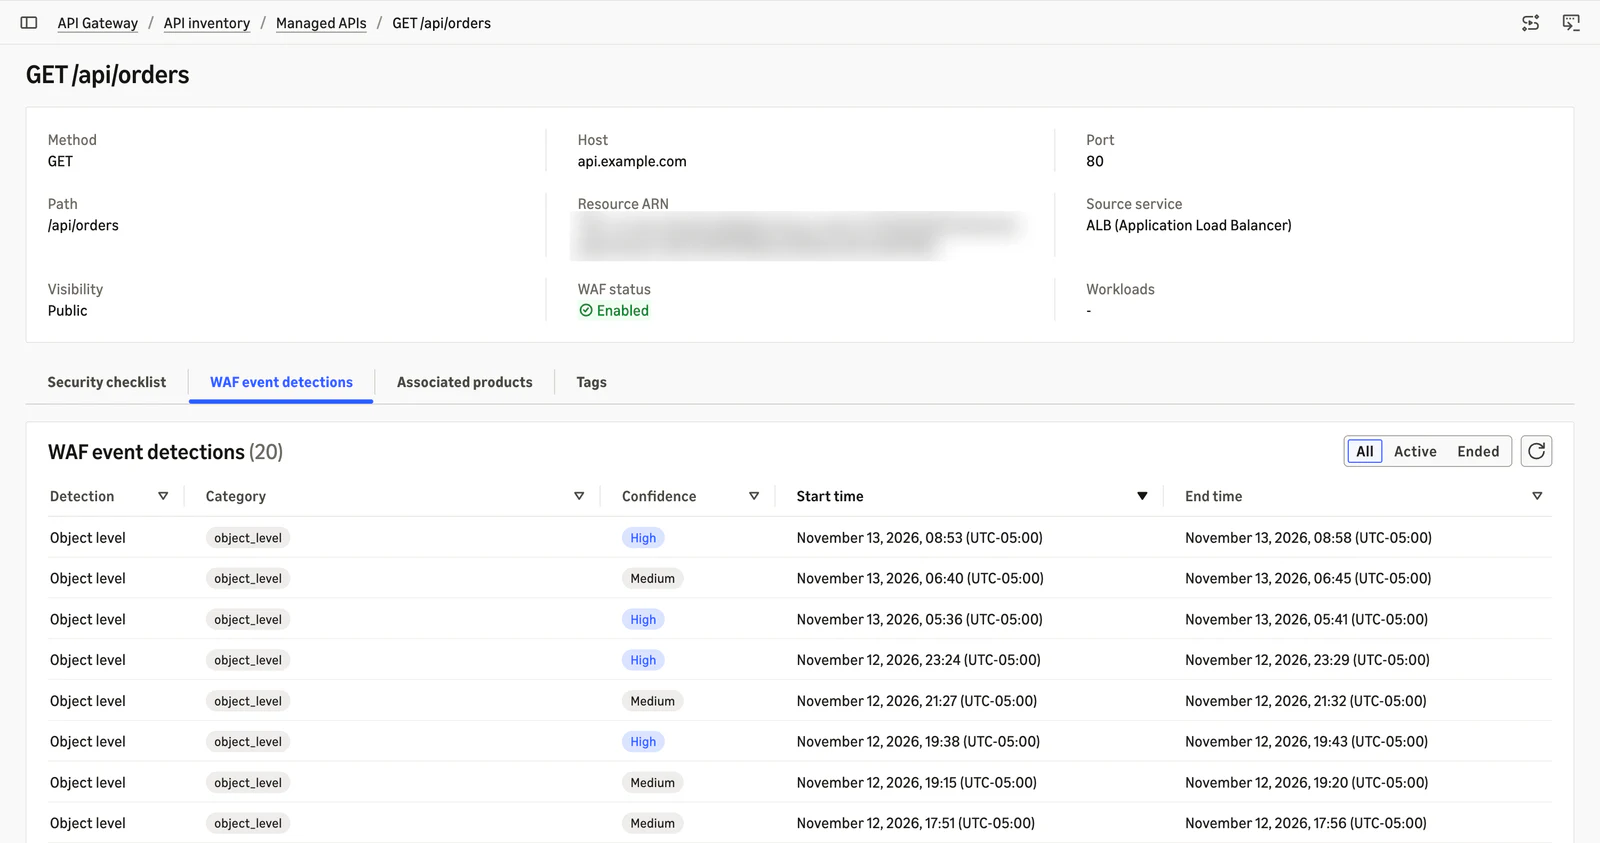 API Gateway / API inventory / Managed APIs / GET /api/orders
GET /api/orders
Method
GET
Host
api.example.com
Port
80
Path
/api/orders
Resource ARN
Source service
ALB (Application Load Balancer)
Visibility
Public
WAF status
Enabled
Workloads
-
Security checklist WAF event detections Associated products Tags
WAF event detections (20) All Active Ended
Detection Category Confidence Start time End time
Object level object_level High November 13, 2026, 08:53 (UTC-05:00) November 13, 2026, 08:58 (UTC-05:00)
Object level object_level Medium November 13, 2026, 06:40 (UTC-05:00) November 13, 2026, 06:45 (UTC-05:00)
Object level object_level High November 13, 2026, 05:36 (UTC-05:00) November 13, 2026, 05:41 (UTC-05:00)
Object level object_level High November 12, 2026, 23:24 (UTC-05:00) November 12, 2026, 23:29 (UTC-05:00)
Object level object_level Medium November 12, 2026, 21:27 (UTC-05:00) November 12, 2026, 21:32 (UTC-05:00)
Object level object_level High November 12, 2026, 19:38 (UTC-05:00) November 12, 2026, 19:43 (UTC-05:00)
Object level object_level Medium November 12, 2026, 19:15 (UTC-05:00) November 12, 2026, 19:20 (UTC-05:00)
Object level object_level Medium November 12, 2026, 17:51 (UTC-05:00) November 12, 2026, 17:56 (UTC-05:00)